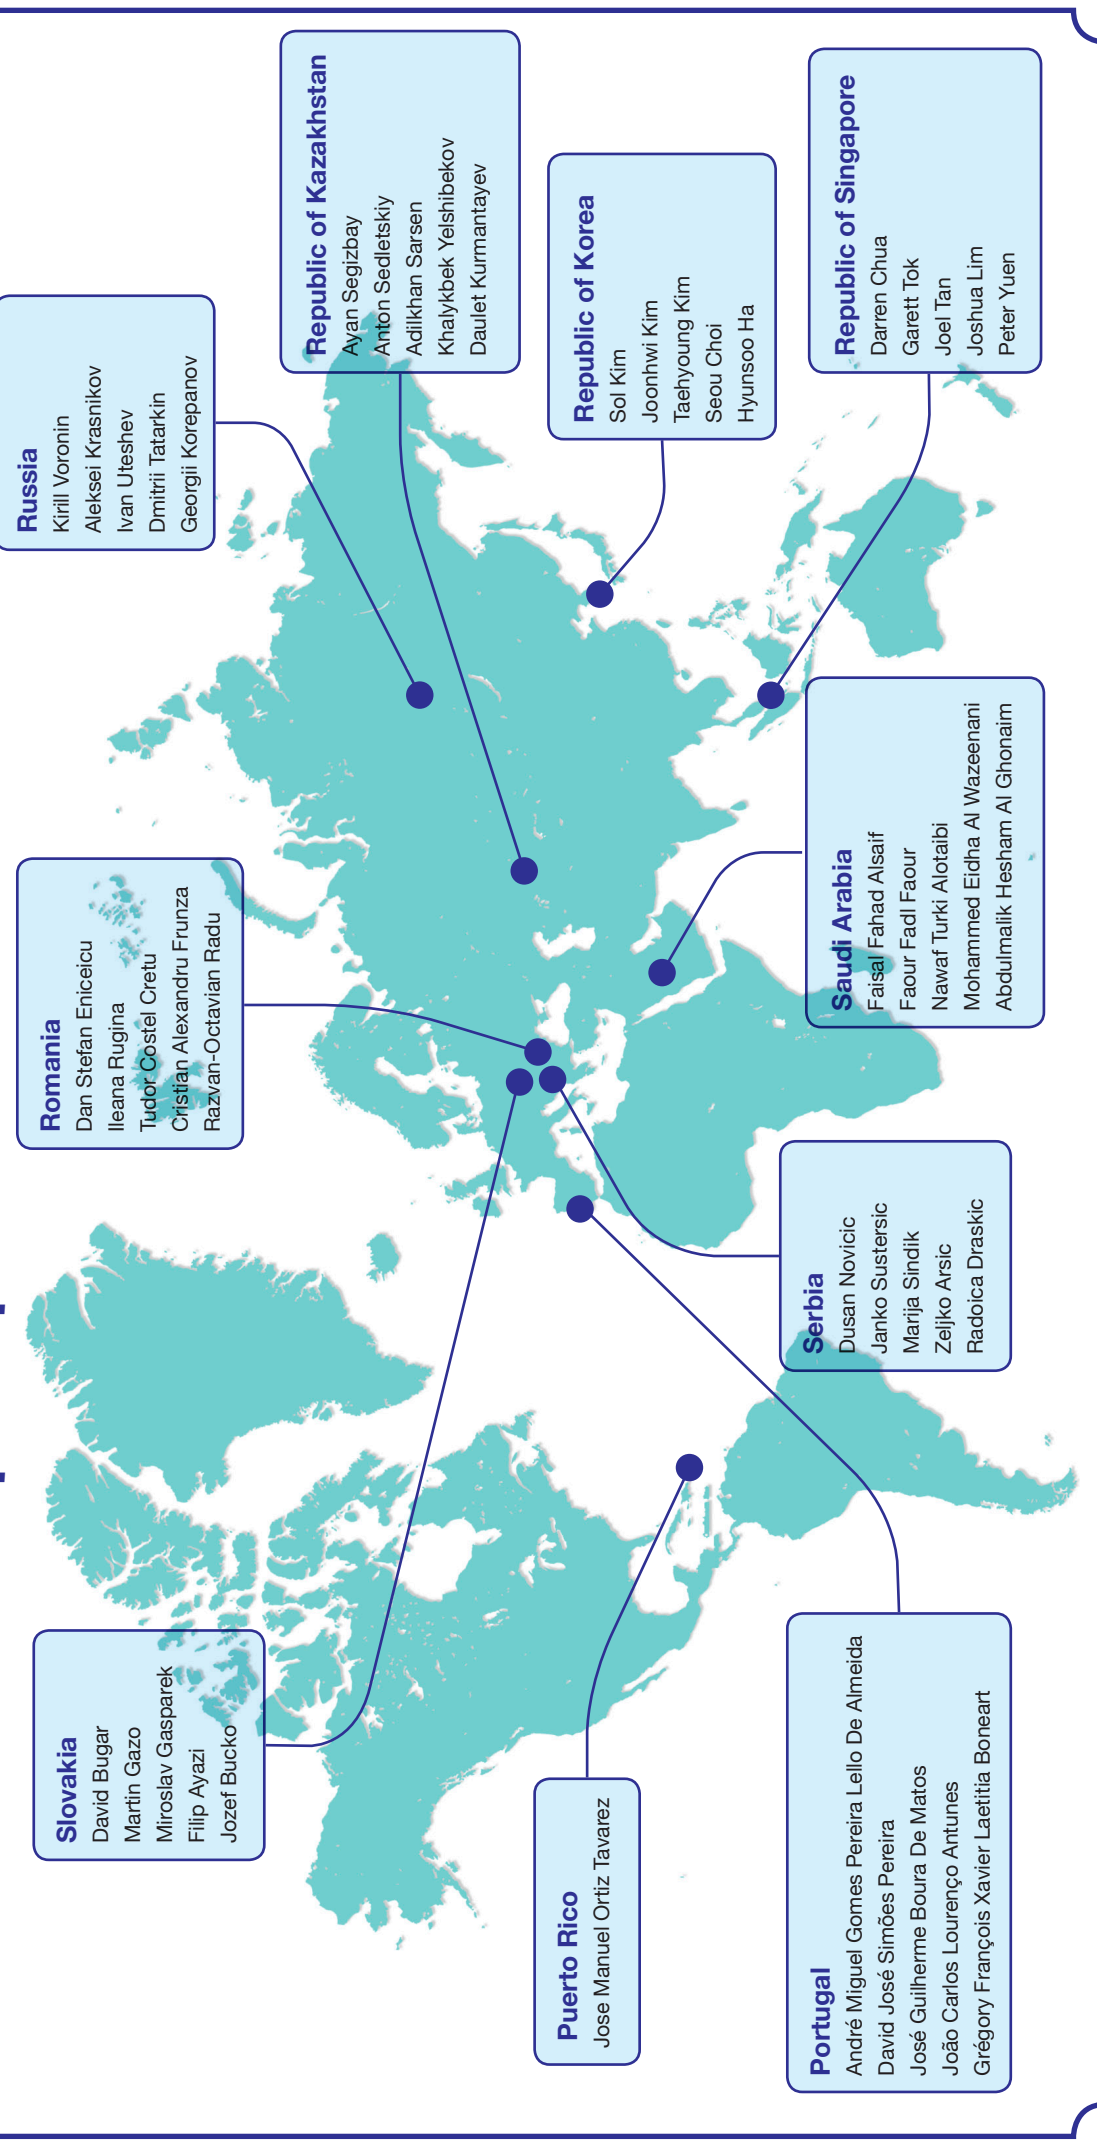 Slovakia
David Bugar
Martin Gazo
Miroslav Gasparek
Filip Ayazi
Jozef Bucko
Romania
Dan Stefan Eniceicu
Ileana Rugina
Tudor Costel Cretu
Cristian Alexandru Frunza
Razvan-Octavian Radu
Russia
Kirill Voronin
Aleksei Krasnikov
Ivan Uteshev
Dmitrii Tatarkin
Georgii Korepanov
Republic of Kazakhstan
Ayan Segizbay
Anton Sedletskiy
Adilkhan Sarsen
Khalykbek Yelshibekov
Daulet Kurmantayev
Puerto Rico
Jose Manuel Ortiz Tavarez
Republic of Korea
Sol Kim
Joonhwi Kim
Taehyoung Kim
Seou Choi
Hyunsoo Ha
Portugal
André Miguel Gomes Pereira Lello De Almeida
David José Simões Pereira
José Guilherme Boura De Matos
João Carlos Lourenço Antunes
Grégory François Xavier Laetitia Boneart
Serbia
Dusan Novicic
Janko Sustersic
Marija Sindik
Zeljko Arsic
Radoica Draskic
Saudi Arabia
Faisal Fahad Alsaif
Faour Fadl Faour
Nawaf Turki Alotaibi
Mohammed Eidha Al Wazeenani
Abdulmalik Hesham Al Ghonaim
Republic of Singapore
Darren Chua
Garett Tok
Joel Tan
Joshua Lim
Peter Yuen